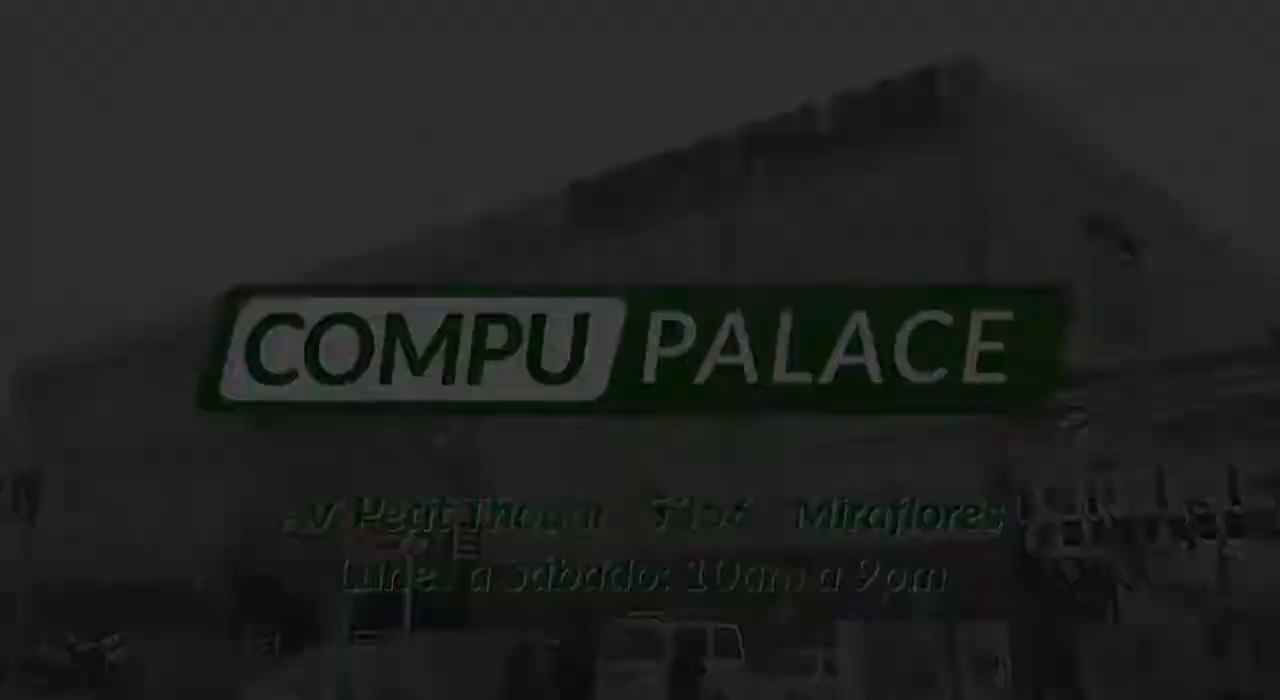 COMPU PALACE
Av Petit Thouars Miraflores
Lunes a Sábado: 10am a 9pm